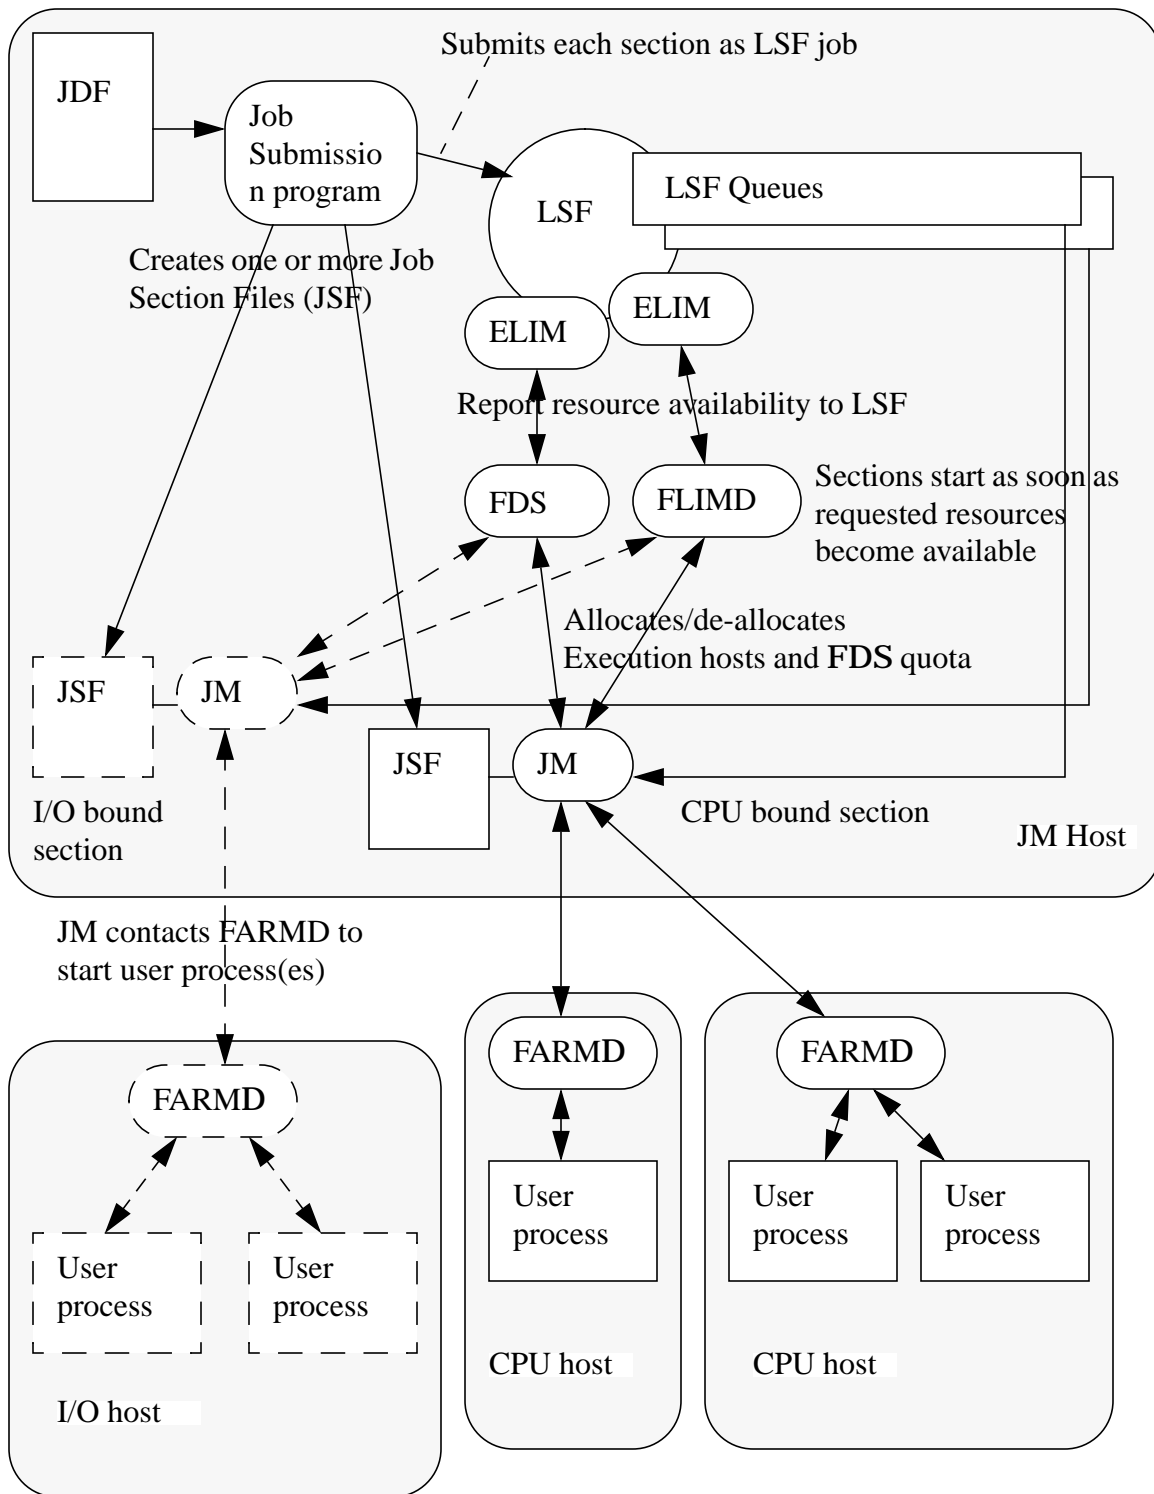 Submits each section as LSF job
JDF
Job
Submissio
n program
LSF Queues
LSF
Creates one or more Job
Section Files (JSF)
ELIM
ELIM
Report resource availability to LSF
FDS
FLIMD
Sections start as soon as
requested resources
become available
Allocates/de-allocates
Execution hosts and FDS quota
JSF
JM
JSF
JM
I/O bound
section
CPU bound section
JM Host
JM contacts FARMD to
start user process(es)
FARMD
FARMD
FARMD
User
process
User
process
User
process
User
process
User
process
CPU host
CPU host
I/O host